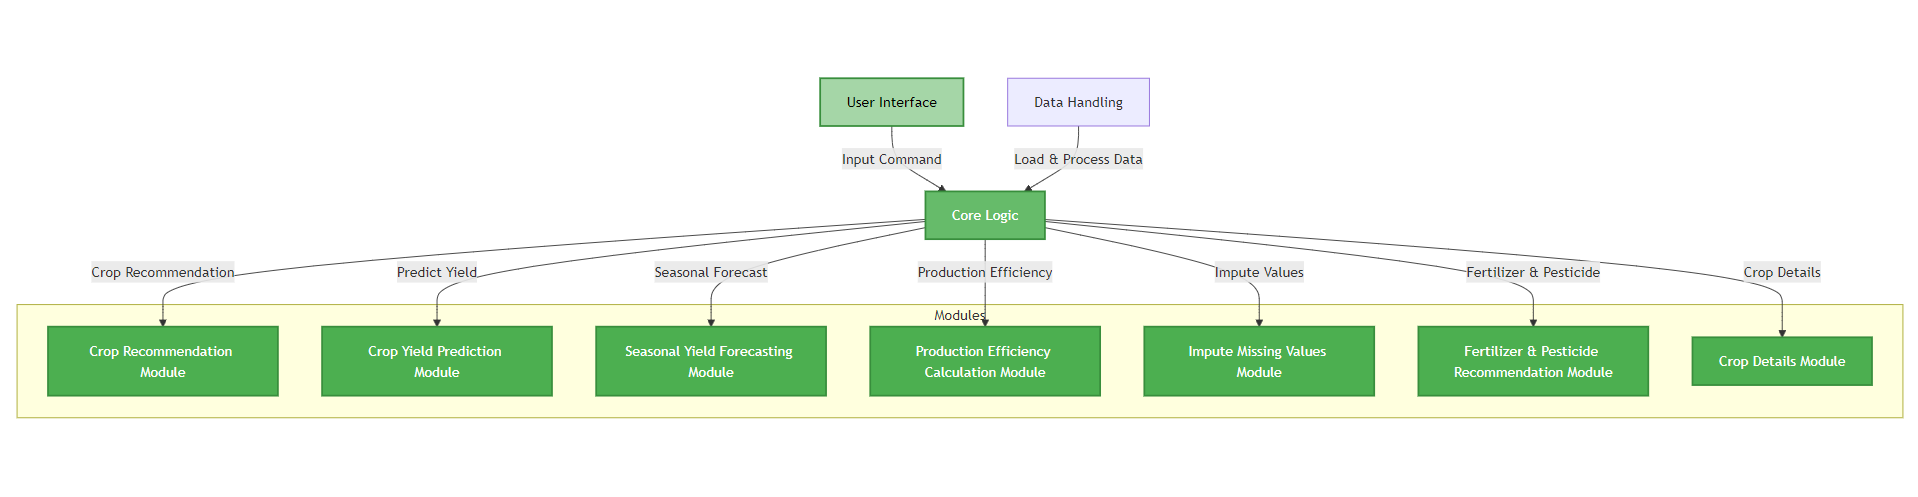 User Interface
Data Handling
Input Command
Load & Process Data
Core Logic
Crop Recommendation
Predict Yield
Seasonal Forecast
Production Efficiency
Impute Values
Fertilizer & Pesticide
Crop Details
Modules
Crop Recommendation
Module
Crop Yield Prediction
Module
Seasonal Yield Forecasting
Module
Production Efficiency
Calculation Module
Impute Missing Values
Module
Fertilizer & Pesticide
Recommendation Module
Crop Details Module